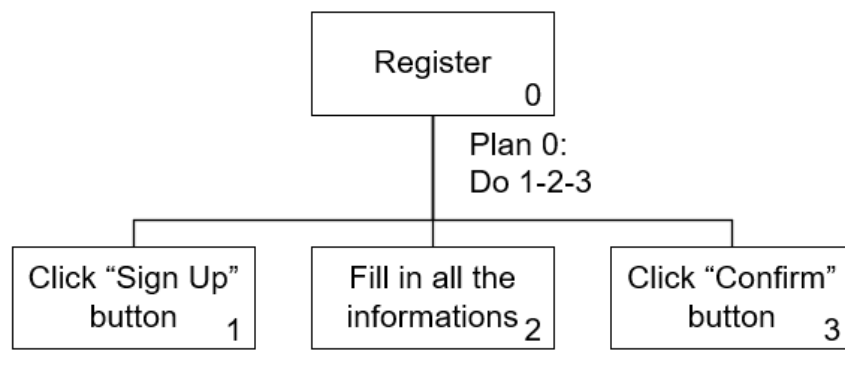 Register
0
Plan 0:
Do 1-2-3
Click “Sign Up”
button
1
Fill in all the
informations
2
Click “Confirm”
button
3